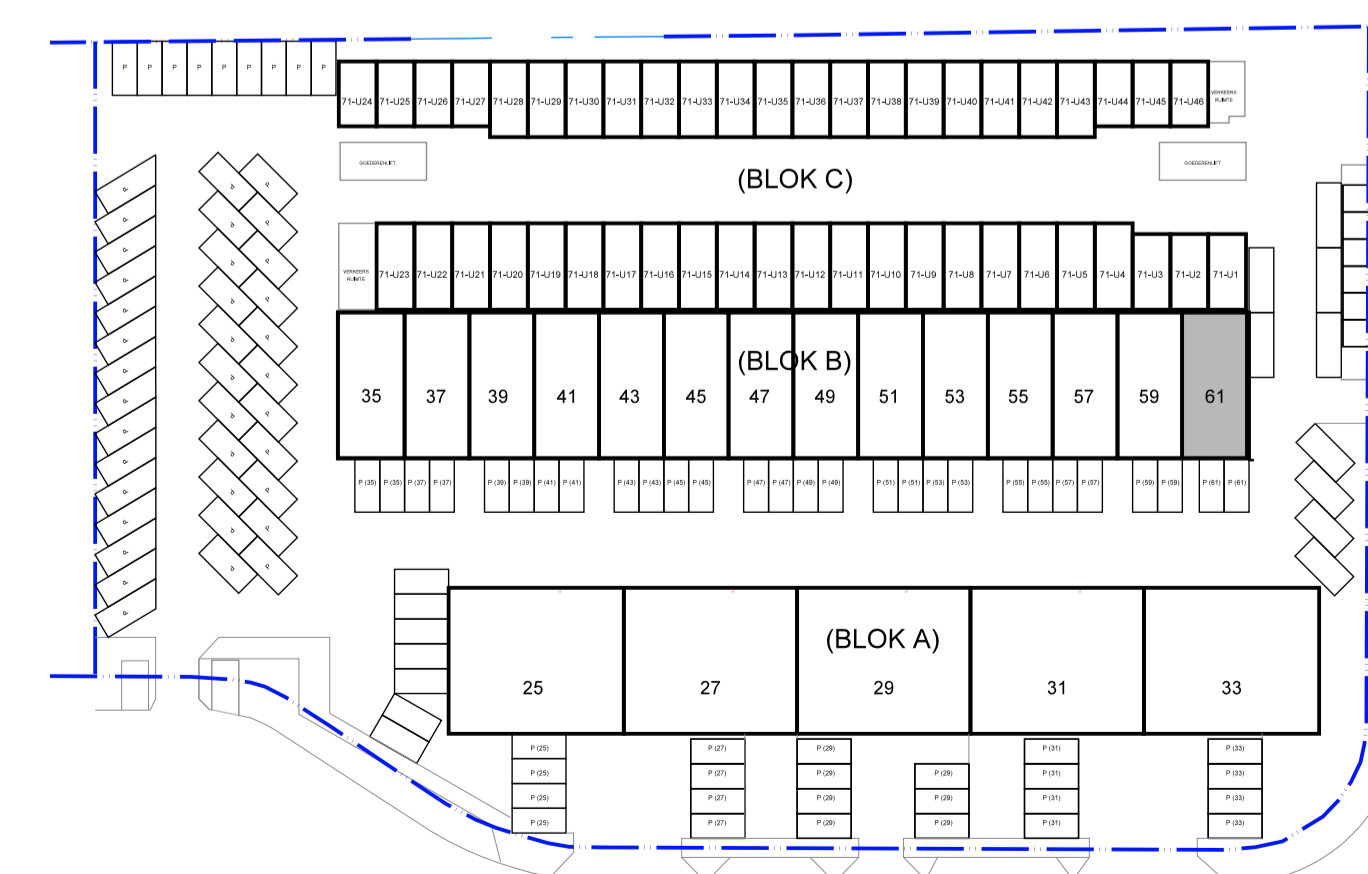 P P P P P P P P P
71-U24 71-U25 71-U26 71-U27 71-U28 71-U29 71-U30 71-U31 71-U32 71-U33 71-U34 71-U35 71-U36 71-U37 71-U38 71-U39 71-U40 71-U41 71-U42 71-U43 71-U44 71-U45 71-U46
VERKEERS
RUIMTE
GOEDERENLIFT GOEDERENLIFT
(BLOK C)
VERKEERS
RUIMTE
71-U23 71-U22 71-U21 71-U20 71-U19 71-U18 71-U17 71-U16 71-U15 71-U14 71-U13 71-U12 71-U11 71-U10 71-U9 71-U8 71-U7 71-U6 71-U5 71-U4 71-U3 71-U2 71-U1
(BLOK B)
35 37 39 41 43 45 47 49 51 53 55 57 59 61
P (35) P (35) P (37) P (37) P (39) P (39) P (41) P (41) P (43) P (43) P (45) P (45) P (47) P (47) P (49) P (49) P (51) P (51) P (53) P (53) P (55) P (55) P (57) P (57) P (59) P (59) P (61) P (61)
P P P P P P P P P P P P P P P
P P P P P P P P P P
P P P P P P P P P P
(BLOK A)
25 27 29 31 33
P (25) P (27) P (29) P (31) P (33)
P (25) P (27) P (29) P (29) P (31) P (33)
P (25) P (27) P (29) P (29) P (31) P (33)
P (25) P (27) P (29) P (29) P (31) P (33)